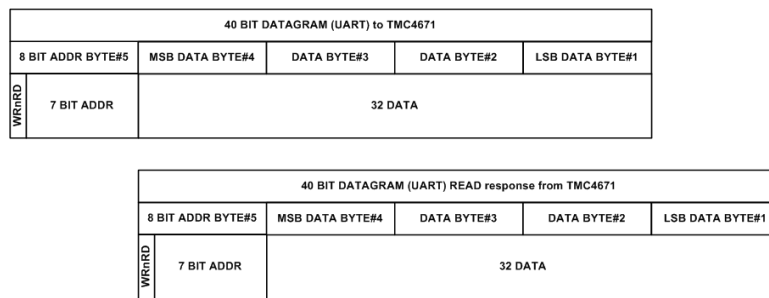 40 BIT DATAGRAM (UART) to TMC4671
8 BIT ADDR BYTE#5 MSB DATA BYTE#4 DATA BYTE#3 DATA BYTE#2 LSB DATA BYTE#1
WRnRD 7 BIT ADDR 32 DATA
40 BIT DATAGRAM (UART) READ response from TMC4671
8 BIT ADDR BYTE#5 MSB DATA BYTE#4 DATA BYTE#3 DATA BYTE#2 LSB DATA BYTE#1
WRnRD 7 BIT ADDR 32 DATA